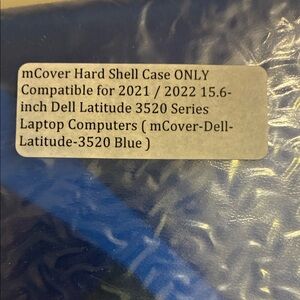 mCover Hard Shell Case ONLY
Compatible for 2021 / 2022 15.6-
inch Dell Latitude 3520 Series
Laptop Computers ( mCover-Dell-
Latitude-3520 Blue )